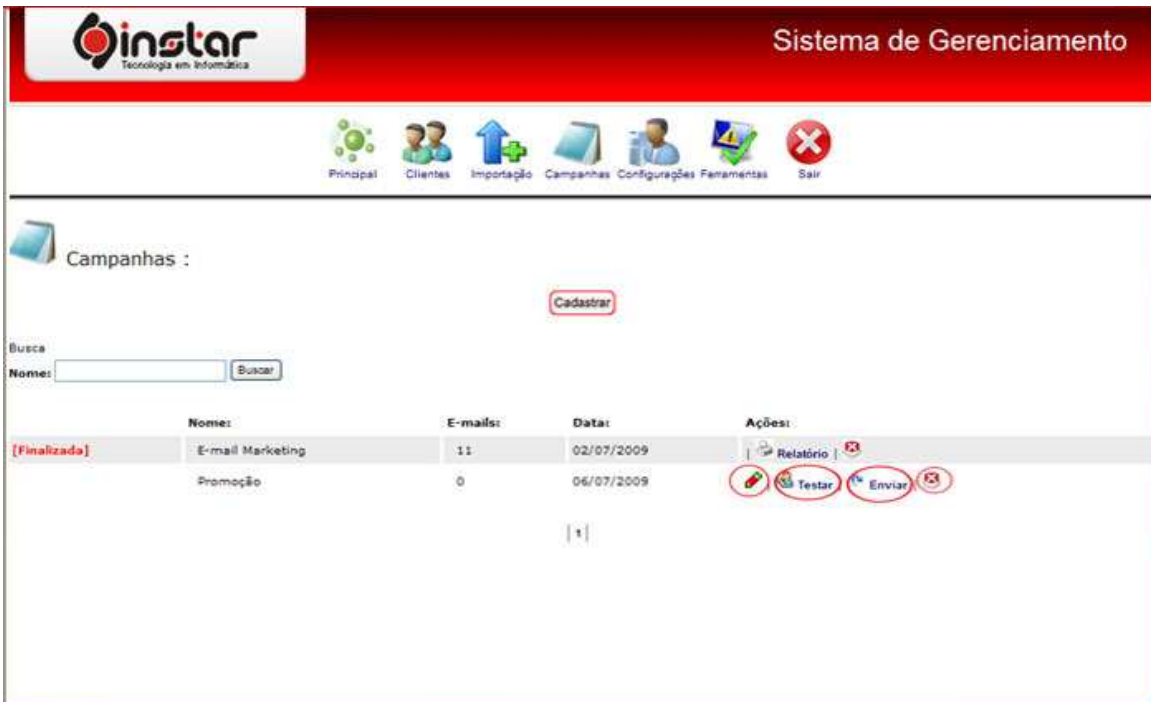 instar
Tecnologia em Informática
Sistema de Gerenciamento
Principal Clientes Importação Campanhas Configurações Ferramentas Sair
Campanhas :
Cadastrar
Busca
Nome: Buscar
Nome: E-mails: Data: Ações:
[Finalizada] E-mail Marketing 11 02/07/2009 | Relatório |
Promoção 0 06/07/2009 Testar Enviar
| 1 |